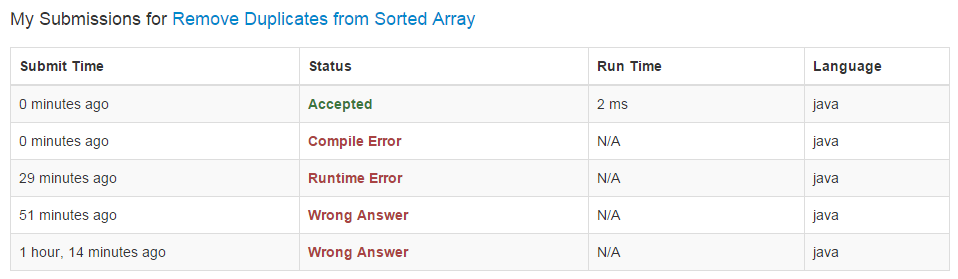 My Submissions for Remove Duplicates from Sorted Array
Submit Time Status Run Time Language
0 minutes ago Accepted 2 ms java
0 minutes ago Compile Error N/A java
29 minutes ago Runtime Error N/A java
51 minutes ago Wrong Answer N/A java
1 hour, 14 minutes ago Wrong Answer N/A java